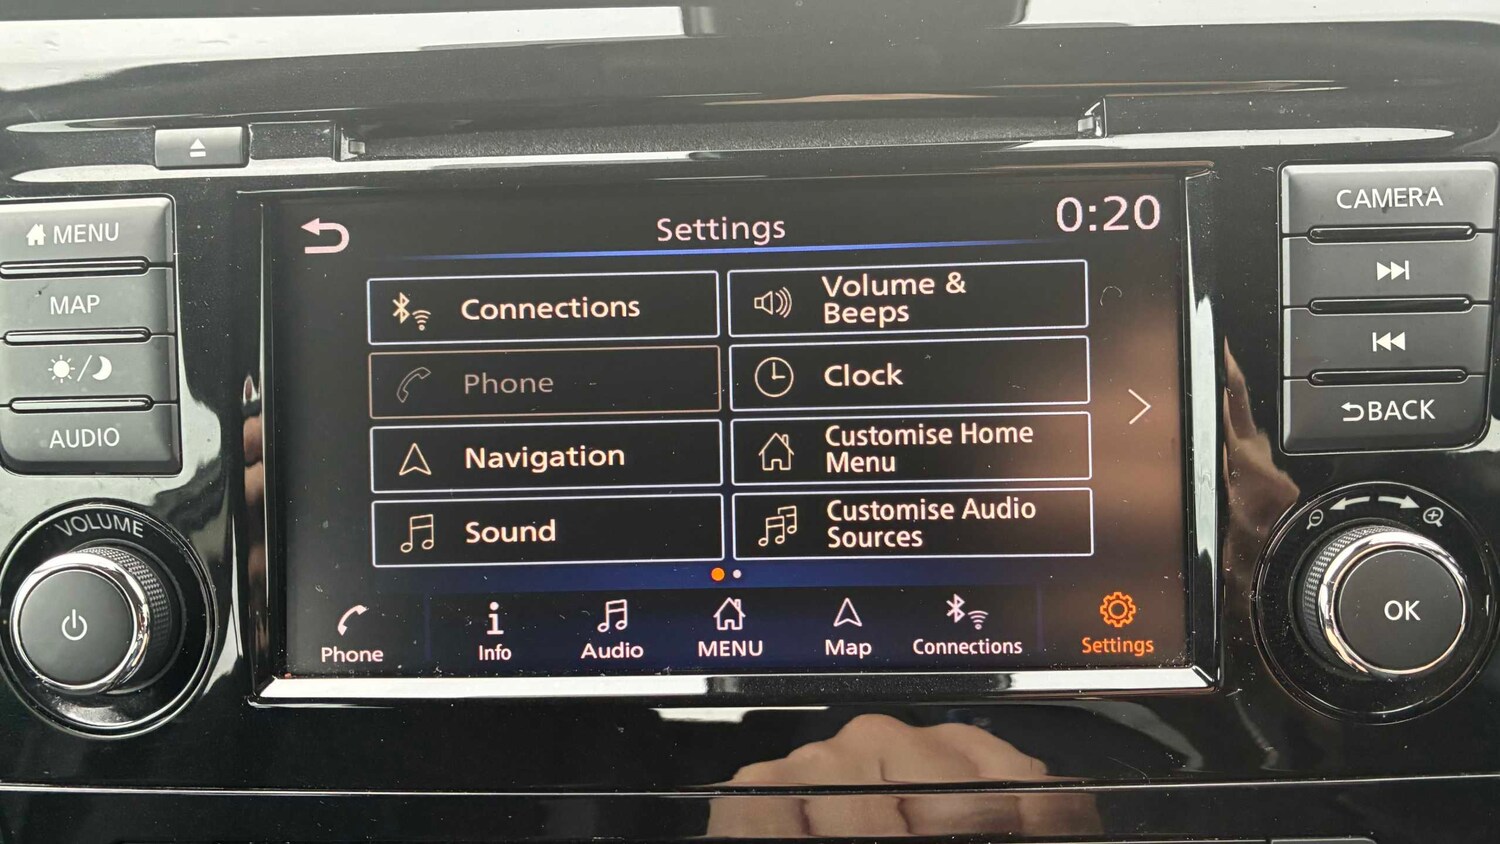 MENU
MAP
AUDIO
VOLUME
Settings
0:20
Connections
Volume &
Beeps
Phone
Clock
Navigation
Customise Home
Menu
Sound
Customise Audio
Sources
Phone
Info
Audio
MENU
Map
Connections
Settings
CAMERA
BACK
OK